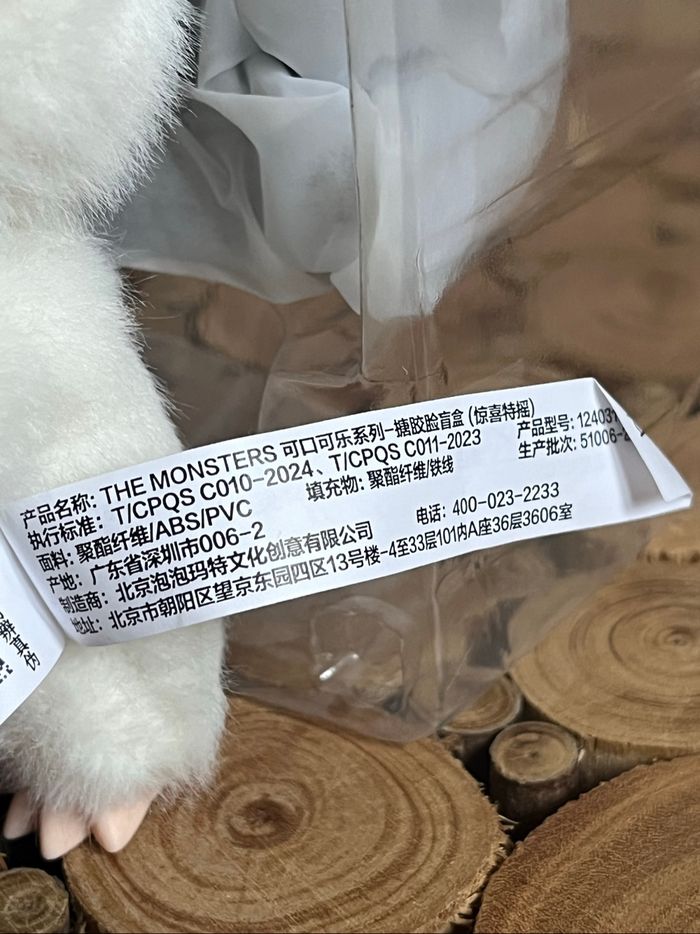 产品名称: THE MONSTERS 可口可乐系列-搪胶脸盲盒 (惊喜特摇)
执行标准: T/CPQS C010-2024、T/CPQS C011-2023 产品型号: 124031
面料: 聚酯纤维/ABS/PVC 填充物: 聚酯纤维/铁线 生产批次: 51006-
产地: 广东省深圳市006-2
制造商: 北京泡泡玛特文化创意有限公司 电话: 400-023-2233
地址: 北京市朝阳区望京东园四区13号楼-4至33层101内A座36层3606室
辨真伪